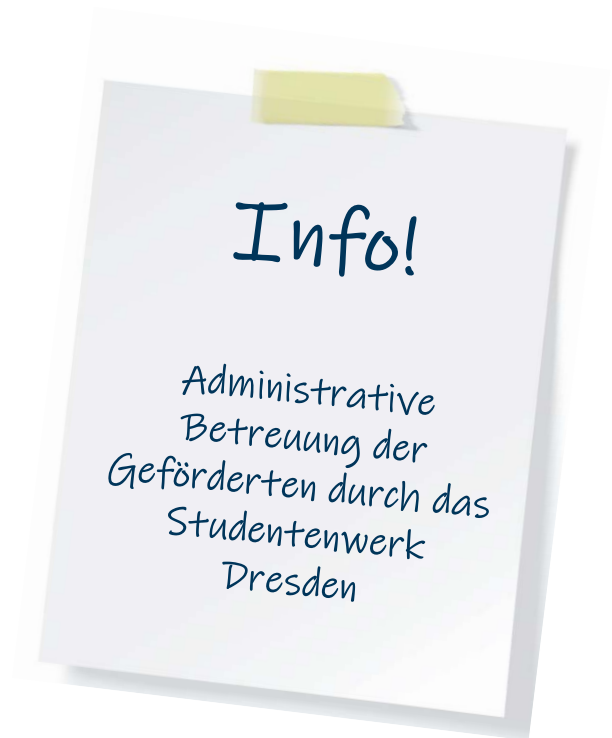 Info!
Administrative
Betreuung der
Geförderten durch das
Studentenwerk
Dresden